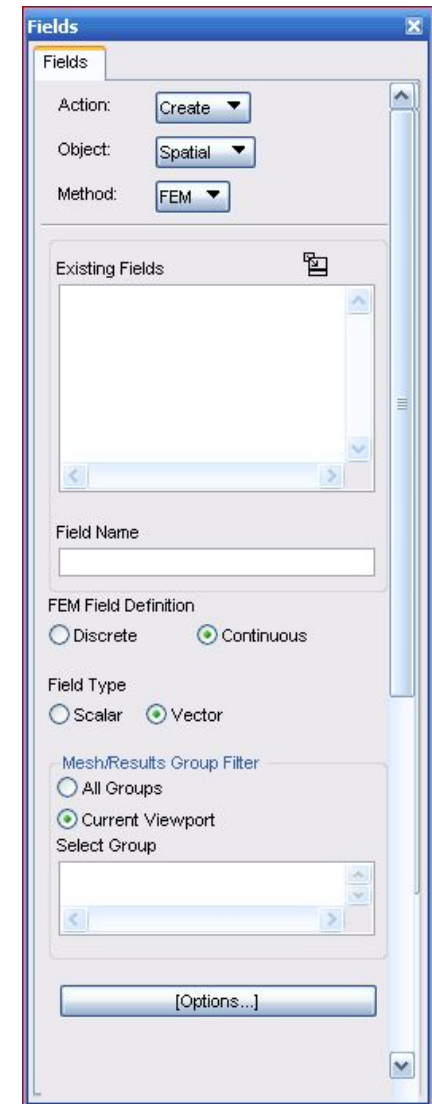 Fields
Fields
Action: Create
Object: Spatial
Method: FEM
Existing Fields
Field Name
FEM Field Definition
Discrete Continuous
Field Type
Scalar Vector
Mesh/Results Group Filter
All Groups
Current Viewport
Select Group
[Options...]